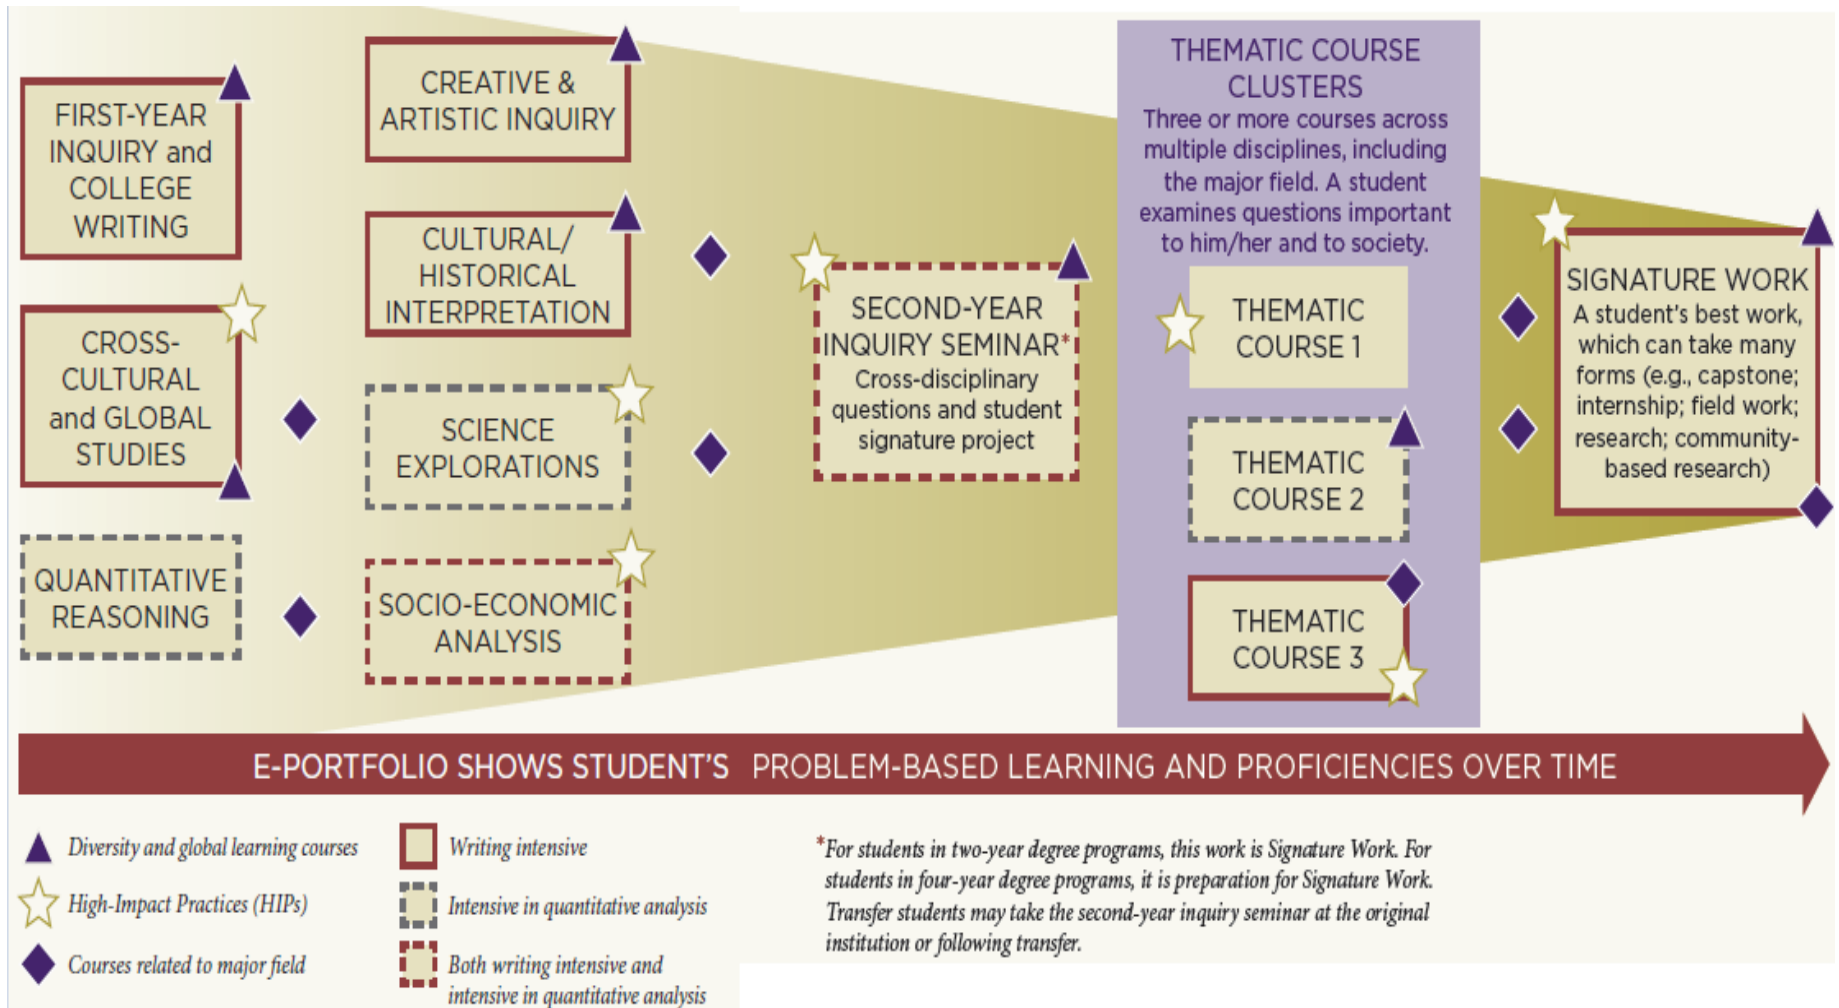 FIRST-YEAR
INQUIRY and
COLLEGE
WRITING
CROSS-
CULTURAL
and GLOBAL
STUDIES
QUANTITATIVE
REASONING
CREATIVE &
ARTISTIC INQUIRY
CULTURAL/
HISTORICAL
INTERPRETATION
SCIENCE
EXPLORATIONS
SOCIO-ECONOMIC
ANALYSIS
SECOND-YEAR
INQUIRY SEMINAR*
Cross-disciplinary
questions and student
signature project
THEMATIC COURSE
CLUSTERS
Three or more courses across
multiple disciplines, including
the major field. A student
examines questions important
to him/her and to society.
THEMATIC
COURSE 1
THEMATIC
COURSE 2
THEMATIC
COURSE 3
SIGNATURE WORK
A student's best work,
which can take many
forms (e.g., capstone;
internship; field work;
research; community-
based research)
E-PORTFOLIO SHOWS STUDENT'S PROBLEM-BASED LEARNING AND PROFICIENCIES OVER TIME
Diversity and global learning courses
High-Impact Practices (HIPs)
Courses related to major field
Writing intensive
Intensive in quantitative analysis
Both writing intensive and
intensive in quantitative analysis
*For students in two-year degree programs, this work is Signature Work. For
students in four-year degree programs, it is preparation for Signature Work.
Transfer students may take the second-year inquiry seminar at the original
institution or following transfer.